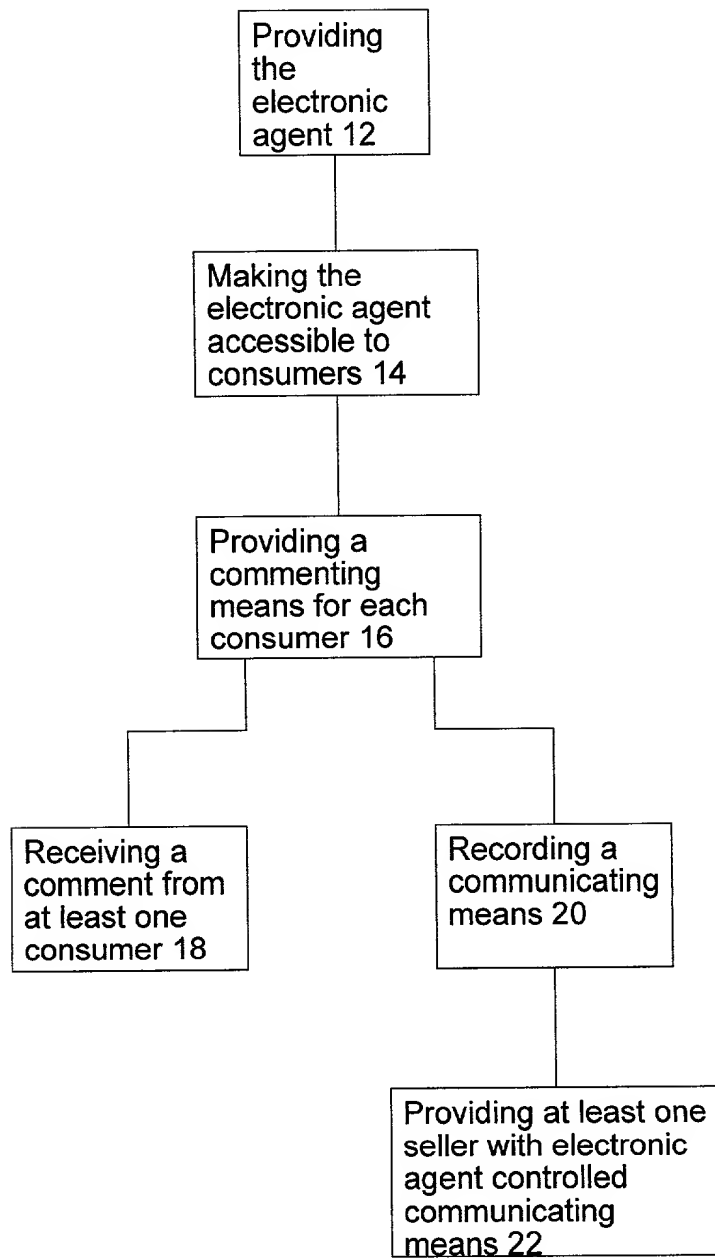 Providing
the
electronic
agent 12
Making the
electronic agent
accessible to
consumers 14
Providing a
commenting
means for each
consumer 16
Receiving a
comment from
at least one
consumer 18
Recording a
communicating
means 20
Providing at least one
seller with electronic
agent controlled
communicating
means 22